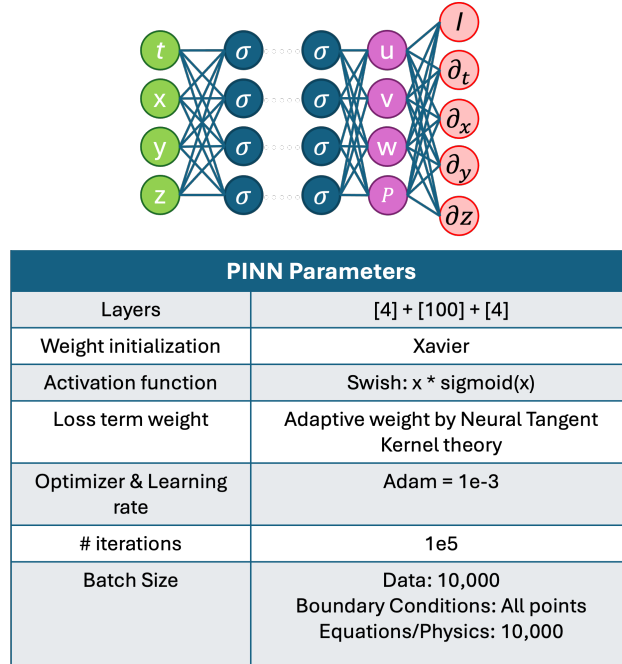 I
t σ σ u
∂t
x σ σ v
∂x
y σ σ w
∂y
z σ σ P
∂z
PINN Parameters
Layers [4] + [100] + [4]
Weight initialization Xavier
Activation function Swish: x * sigmoid(x)
Loss term weight Adaptive weight by Neural Tangent
Kernel theory
Optimizer & Learning Adam = 1e-3
rate
# iterations 1e5
Batch Size Data: 10,000
Boundary Conditions: All points
Equations/Physics: 10,000